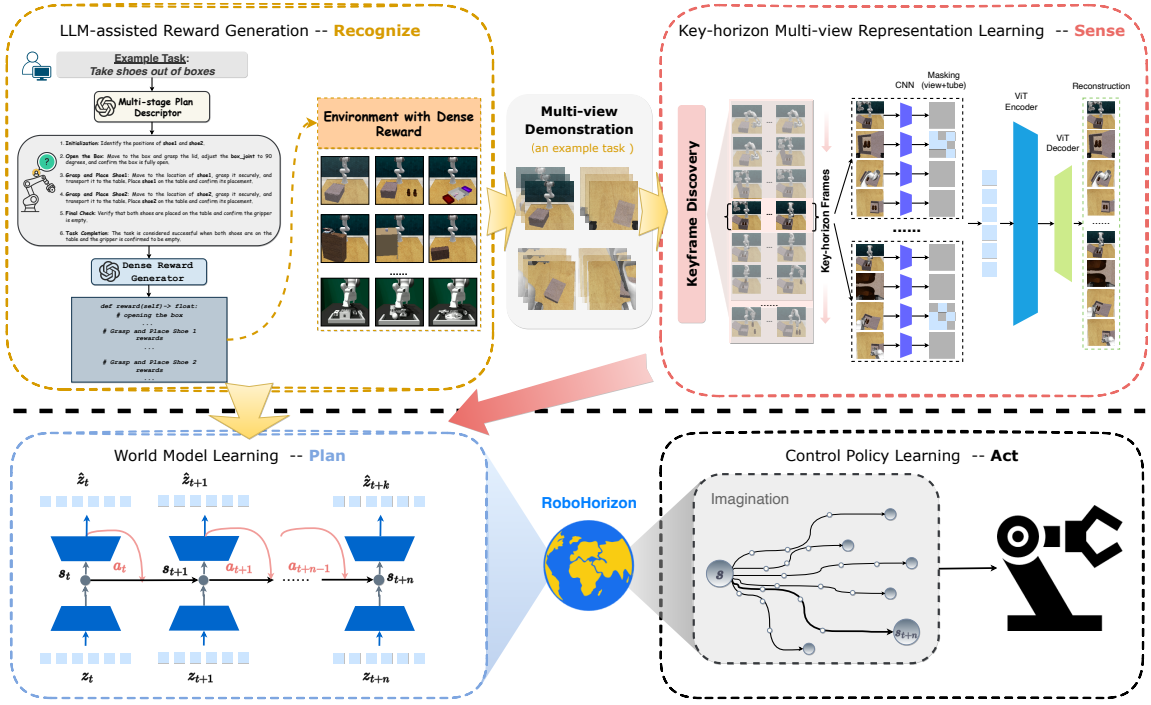 LLM-assisted Reward Generation -- Recognize
Example Task:
Take shoes out of boxes
Multi-stage Plan
Descriptor
1. Initialization: Identify the positions of shoe1 and shoe2.
2. Open the Box: Move to the box and grasp the lid, adjust the box_joint to 90
degrees, and confirm the box is fully open.
3. Grasp and Place Shoe1: Move to the location of shoe1, grasp it securely, and
transport it to the table. Place shoe1 on the table and confirm its placement.
4. Grasp and Place Shoe2: Move to the location of shoe2, grasp it securely, and
transport it to the table. Place shoe2 on the table and confirm its placement.
5. Final Check: Verify that both shoes are placed on the table and confirm the gripper
is empty.
6. Task Completion: The task is considered successful when both shoes are on
the table and the gripper is confirmed to be empty.
?
Dense Reward
Generator
def reward(self)-> float:
# opening the box
...
# Grasp and Place Shoe 1
rewards
...
# Grasp and Place Shoe 2
rewards
...
Environment with Dense
Reward
......
Multi-view
Demonstration
(an example task )
Key-horizon Multi-view Representation Learning -- Sense
Keyframe Discovery
...
...
......
Key-horizon Frames
CNN
Masking
(view+tube)
......
ViT
Encoder
ViT
Decoder
Reconstruction
......
World Model Learning -- Plan
ẑt
ẑt+1
ẑt+k
st
at
st+1
at+1
......
at+n−1
st+n
zt
zt+1
zt+n
RoboHorizon
Control Policy Learning -- Act
Imagination
s
st+n